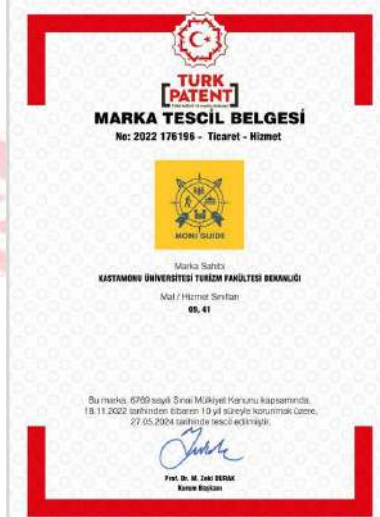 TURK
PATENT
MARKA TESCİL BELGESİ
No: 2022 176196 - Ticaret - Hizmet
MONI GUIDE
Marka Sahibi
KASTAMONU ÜNİVERSİTESİ TURİZM FAKÜLTESİ DEKANLIĞI
Mal / Hizmet Sınıfları
09, 41
Bu marka, 6769 sayılı Sınai Mülkiyet Kanunu kapsamında,
18.11.2022 tarihinden itibaren 10 yıl süreyle korunmak üzere,
27.05.2024 tarihinde tescil edilmiştir.
Prof. Dr. M. Zeki DURAK
Kurum Başkanı